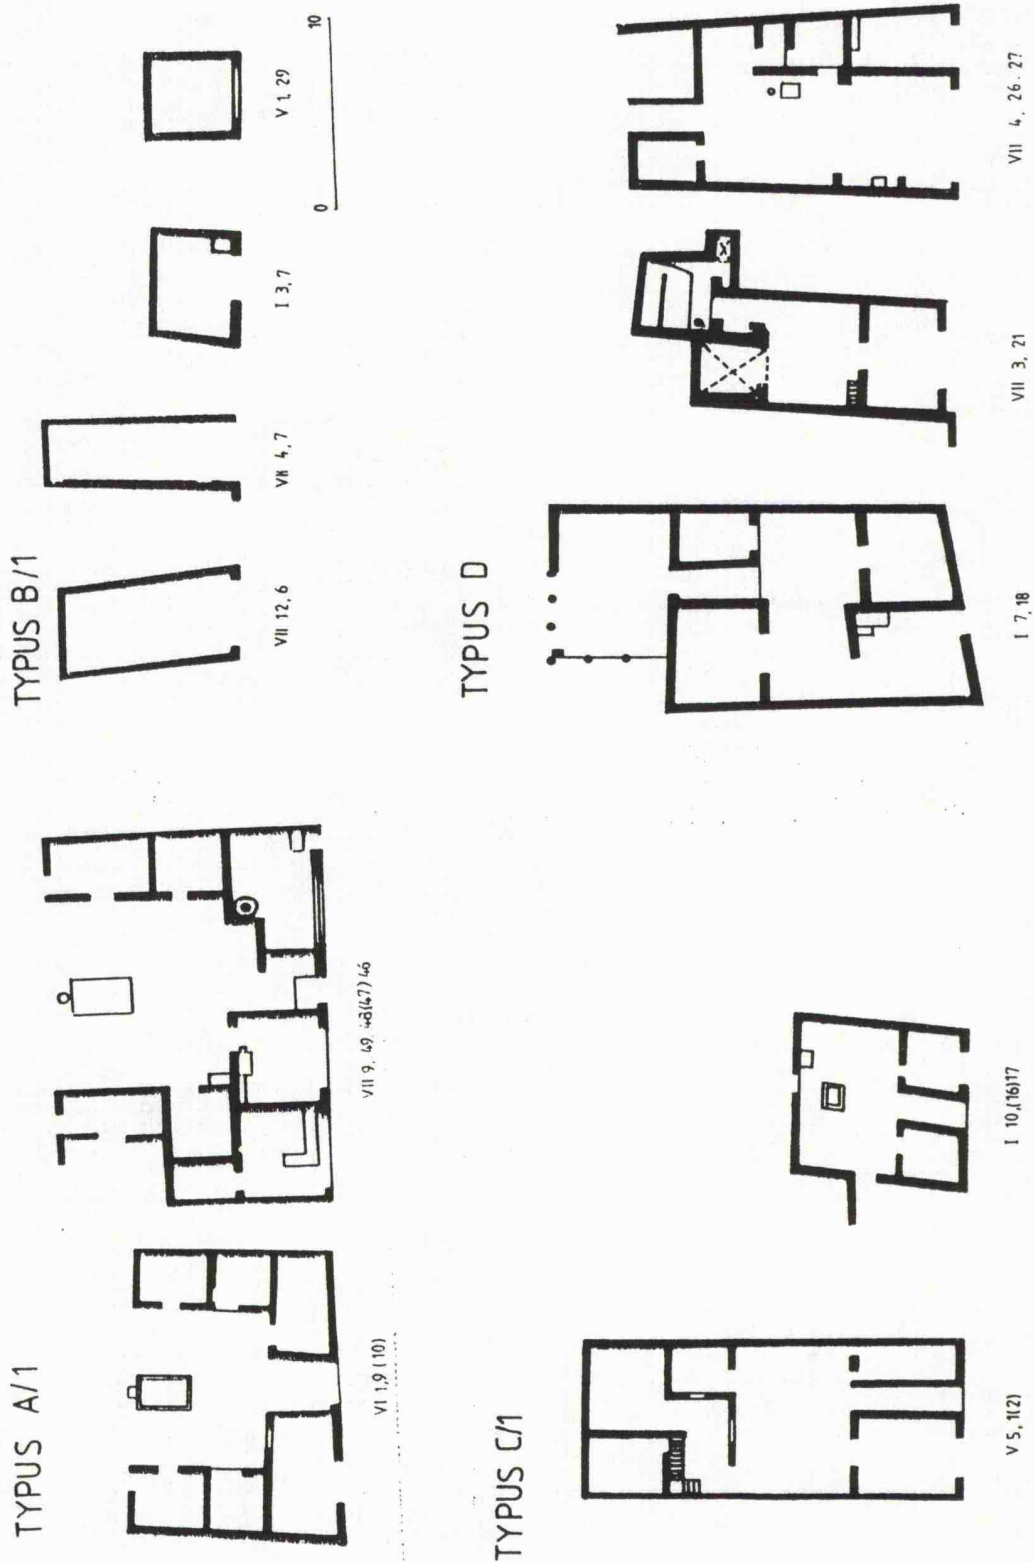 TYPUS A/1
VI 1,9 (10)
VII 9, 49. 48(47) 46
TYPUS B/1
VII 12, 6
VII 4, 7
I 3, 7
V 1, 29
0 10
TYPUS C/1
V 5, 1(2)
I 10,(16)17
TYPUS D
I 7, 18
VII 3, 21
VII 4, 26. 27